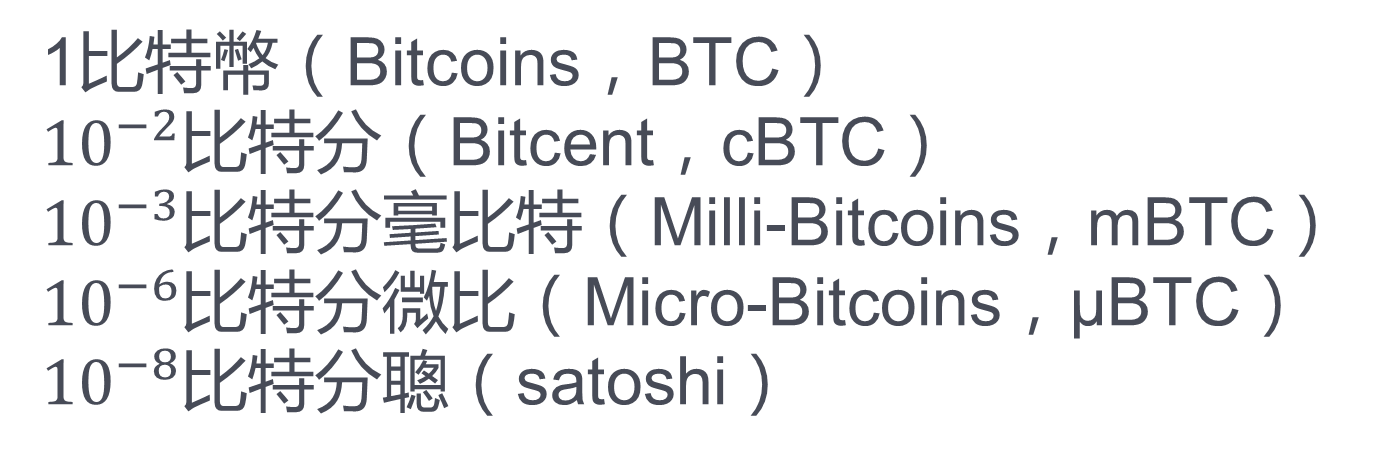 1比特幣（Bitcoins，BTC）
10⁻²比特分（Bitcent，cBTC）
10⁻³比特分毫比特（Milli-Bitcoins，mBTC）
10⁻⁶比特分微比（Micro-Bitcoins，μBTC）
10⁻⁸比特分聰（satoshi）